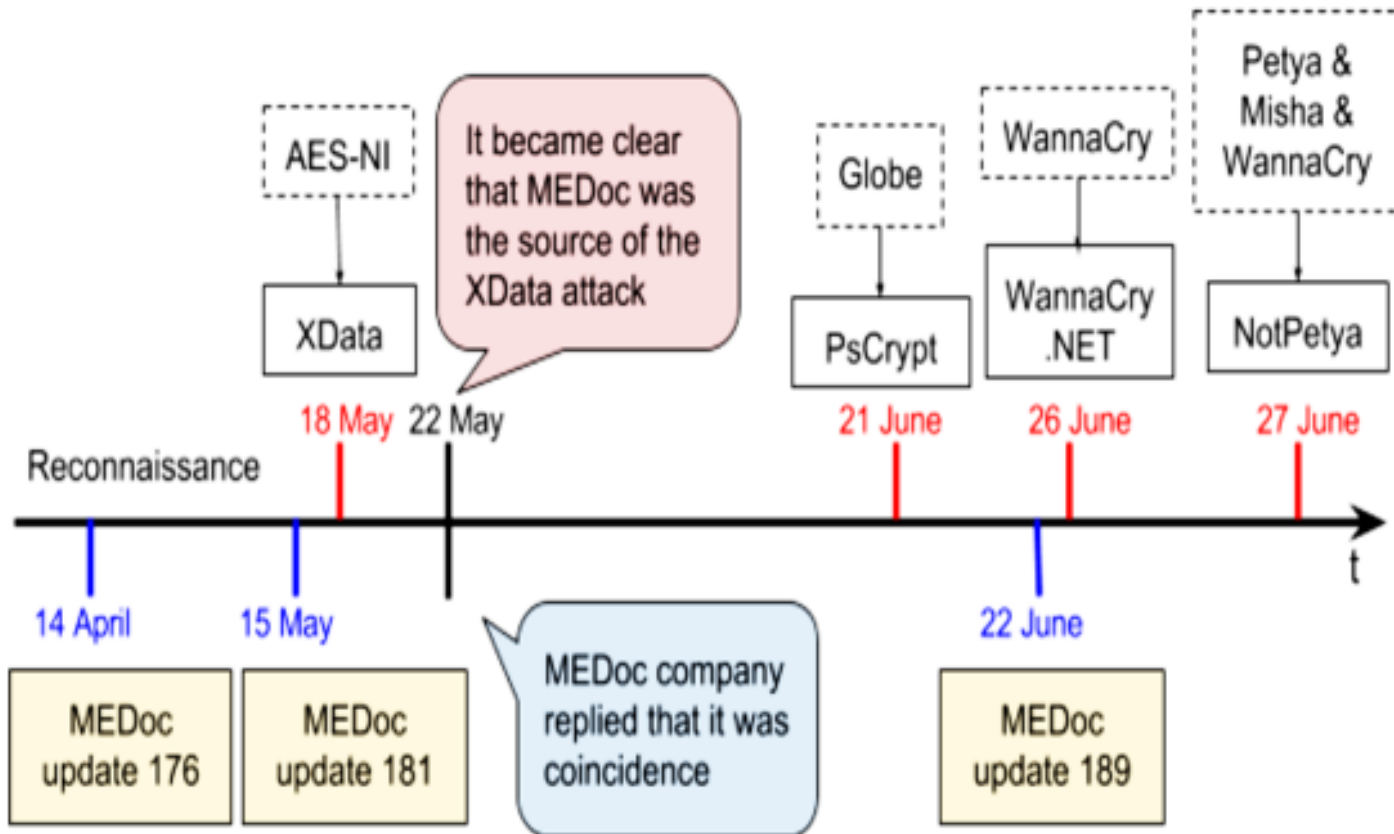 AES-NI
XData
It became clear
that MEDoc was
the source of the
XData attack
Globe
PsCrypt
WannaCry
WannaCry
.NET
Petya &
Misha &
WannaCry
NotPetya
18 May
22 May
21 June
26 June
27 June
Reconnaissance
t
14 April
15 May
22 June
MEDoc
update 176
MEDoc
update 181
MEDoc company
replied that it was
coincidence
MEDoc
update 189